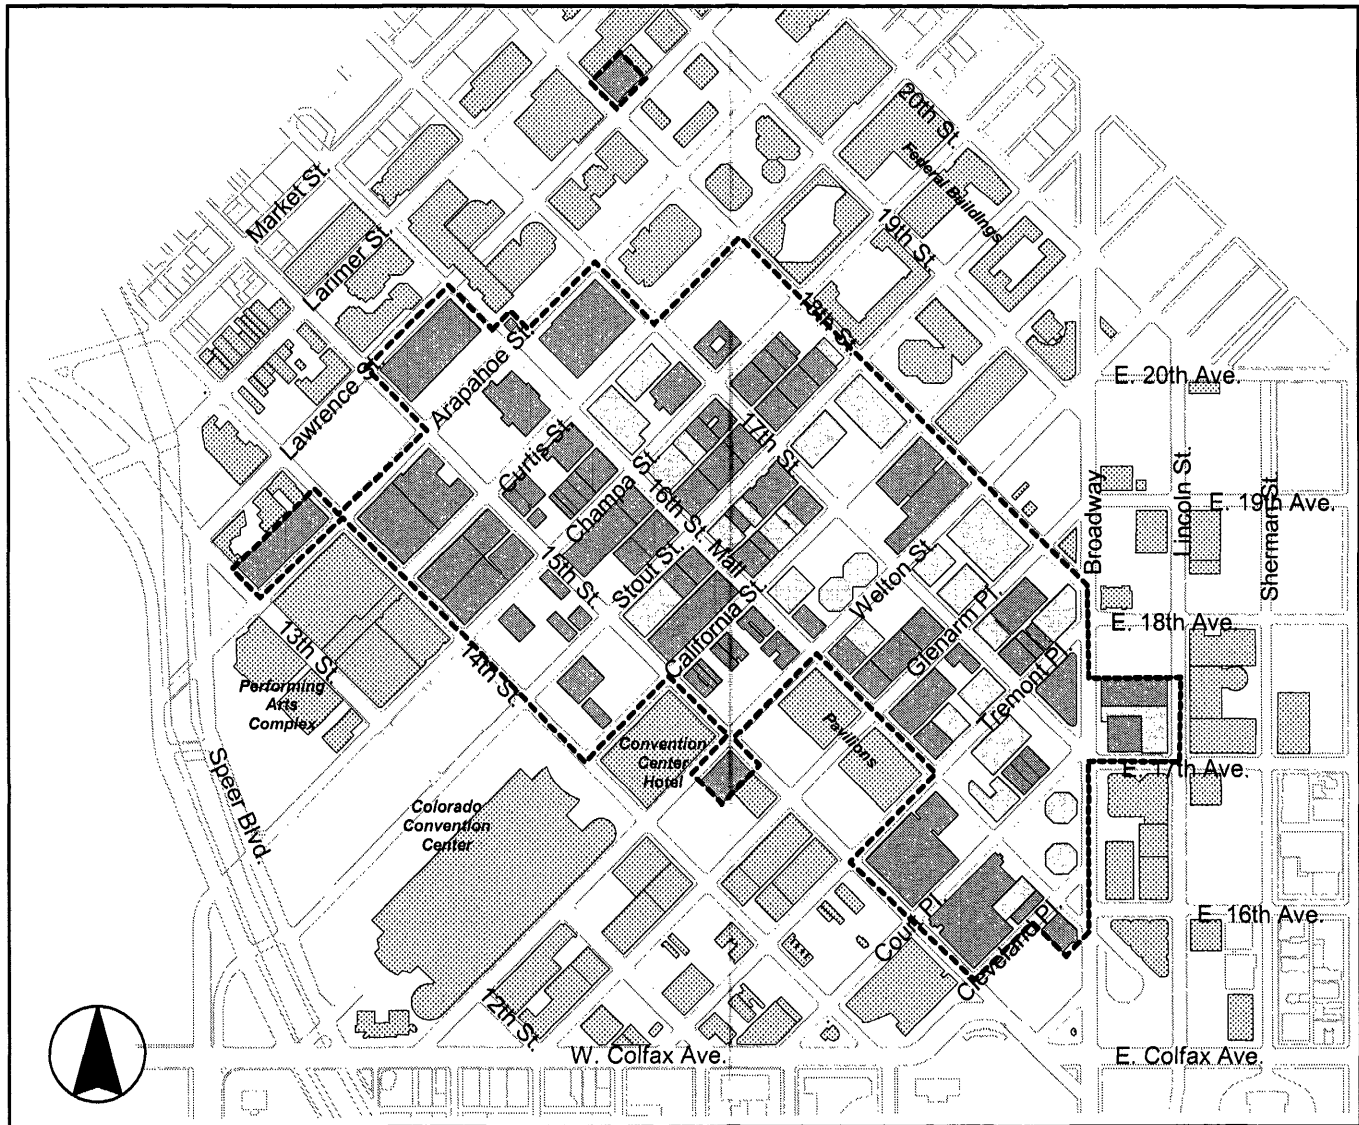 20th St.
Federal Buildings
Market St.
19th St.
Larimer St.
18th St.
Lawrence St.
Arapahoe St.
E. 20th Ave.
17th St.
Curtis St.
Champa St.
16th St. Mall
Broadway
Lincoln St.
E. 19th Ave.
Sherman St.
15th St.
Stout St.
California St.
Welton St.
Glenarm Pl.
E. 18th Ave.
13th St.
14th St.
Tremont Pl.
Performing
Arts
Complex
Pavilions
Convention
Center
Hotel
E. 17th Ave.
Speer Blvd.
Colorado
Convention
Center
Court Pl.
Cleveland Pl.
E. 16th Ave.
12th St.
W. Colfax Ave.
E. Colfax Ave.